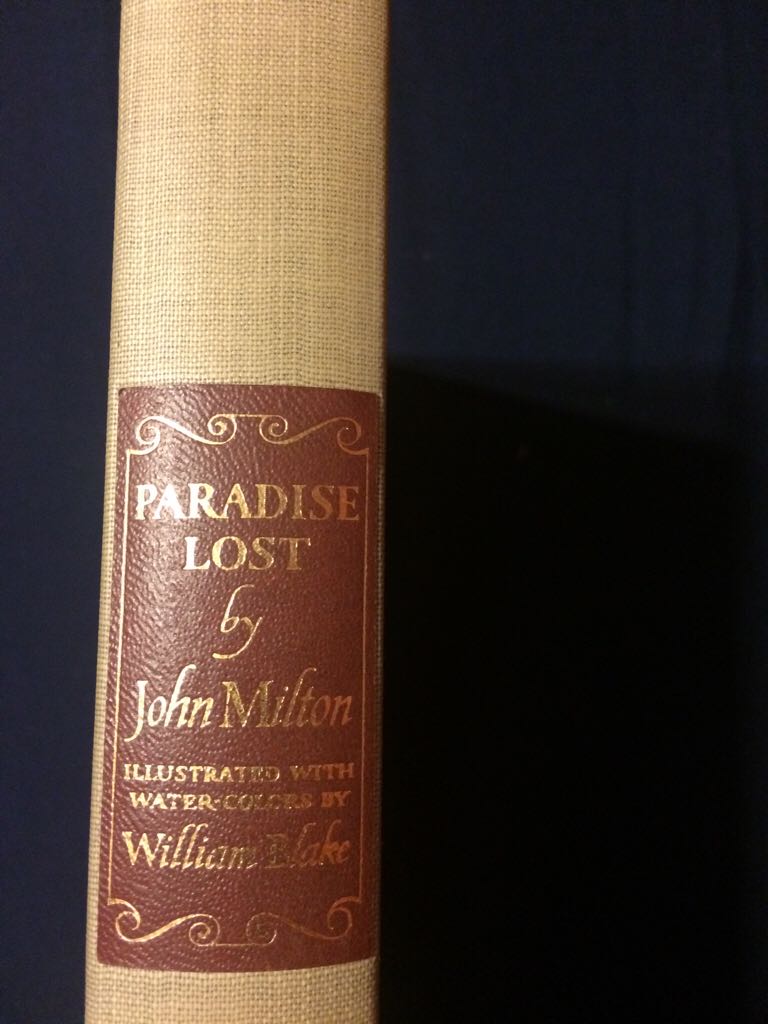 PARADISE
LOST
by
John Milton
ILLUSTRATED WITH
WATER-COLORS BY
William Blake